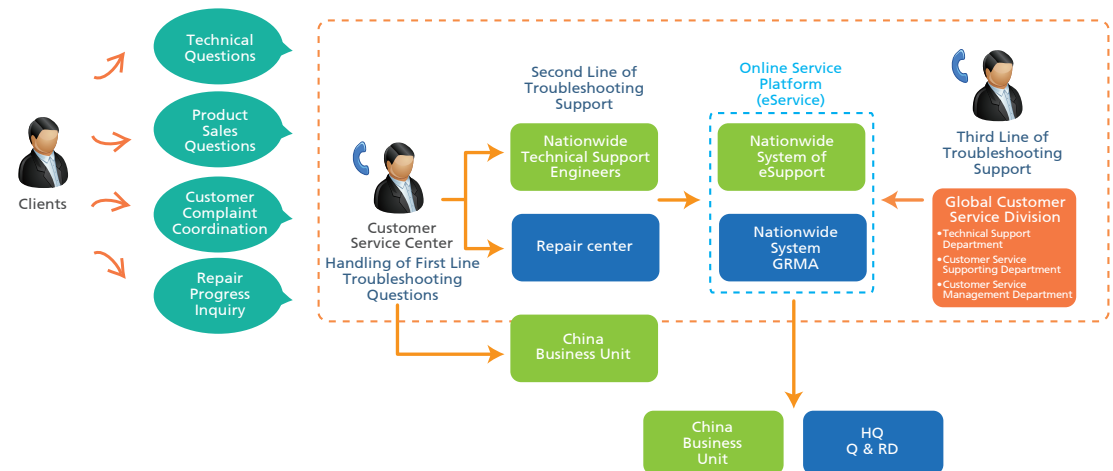 Clients
Technical
Questions
Product
Sales
Questions
Customer
Complaint
Coordination
Repair
Progress
Inquiry
Customer
Service Center
Handling of First Line
Troubleshooting
Questions
Second Line of
Troubleshooting
Support
Nationwide
Technical Support
Engineers
Repair center
China
Business Unit
Online Service
Platform
(eService)
Nationwide
System of
eSupport
Nationwide
System
GRMA
Third Line of
Troubleshooting
Support
Global Customer
Service Division
•Technical Support
Department
•Customer Service
Supporting Department
•Customer Service
Management Department
China
Business
Unit
HQ
Q & RD